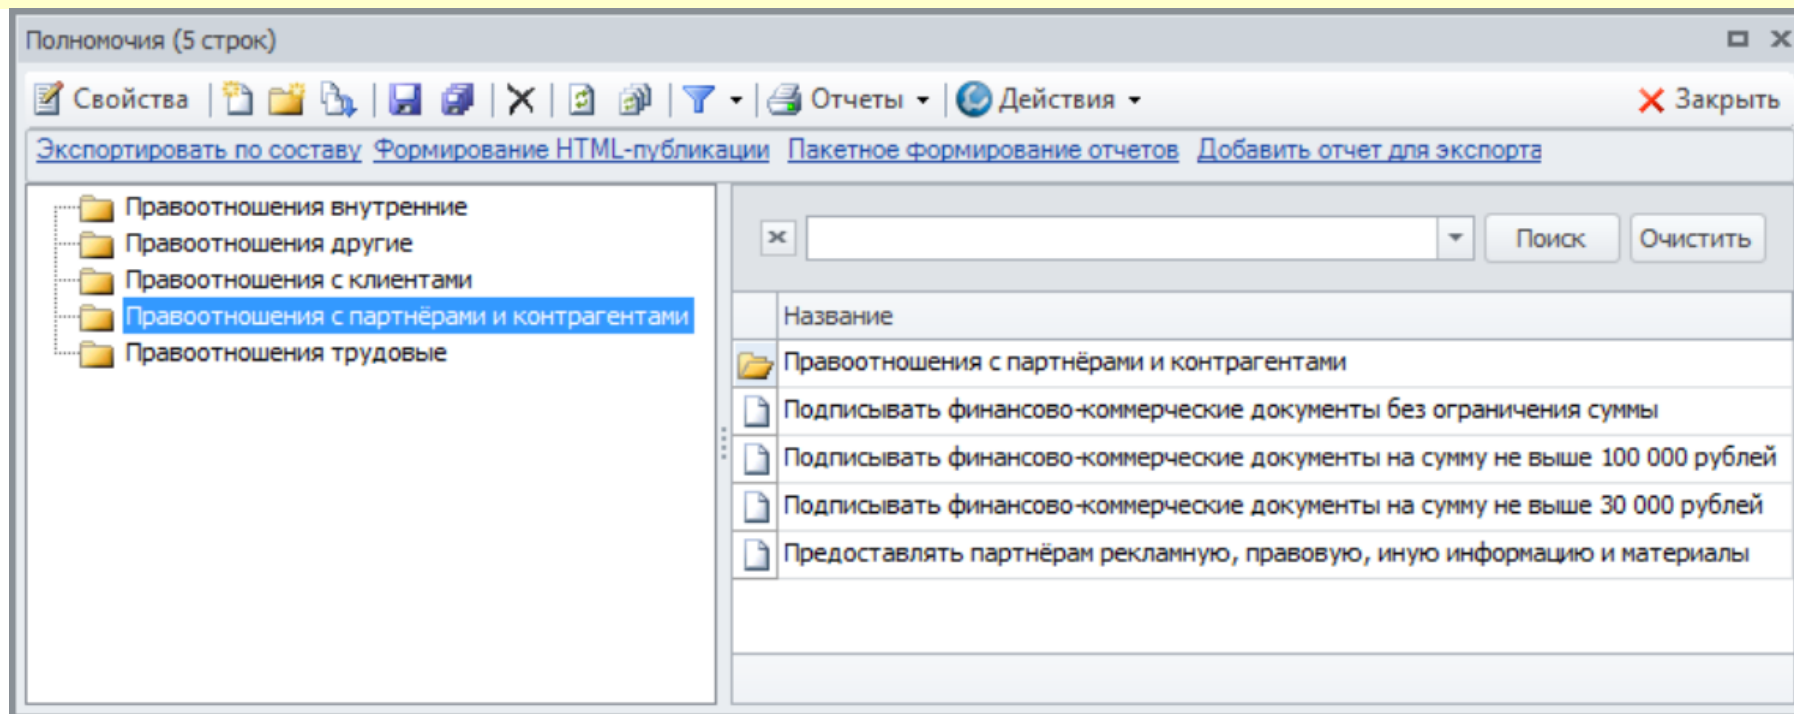 Полномочия (5 строк)
Свойства Отчеты Действия Закрыть
Экспортировать по составу Формирование HTML-публикации Пакетное формирование отчетов Добавить отчет для экспорта
Правоотношения внутренние
Правоотношения другие
Правоотношения с клиентами
Правоотношения с партнёрами и контрагентами
Правоотношения трудовые
Поиск Очистить
Название
Правоотношения с партнёрами и контрагентами
Подписывать финансово-коммерческие документы без ограничения суммы
Подписывать финансово-коммерческие документы на сумму не выше 100 000 рублей
Подписывать финансово-коммерческие документы на сумму не выше 30 000 рублей
Предоставлять партнёрам рекламную, правовую, иную информацию и материалы